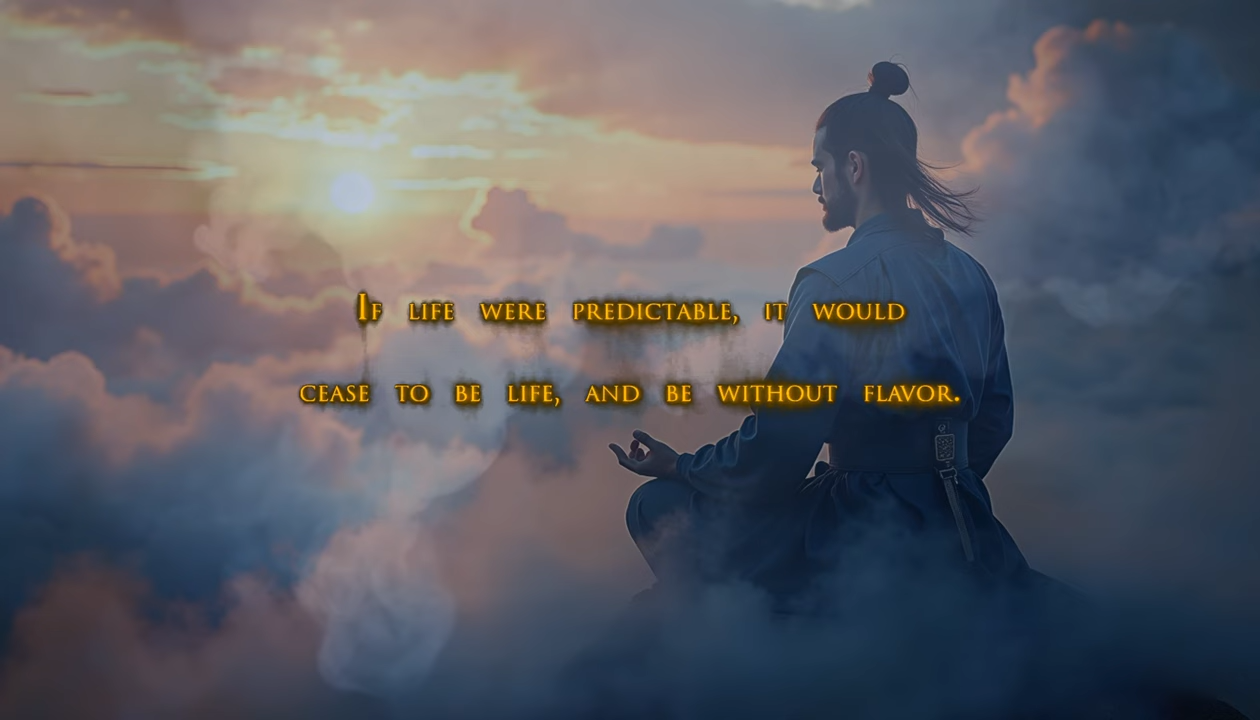 If life were predictable, it would
cease to be life, and be without flavor.